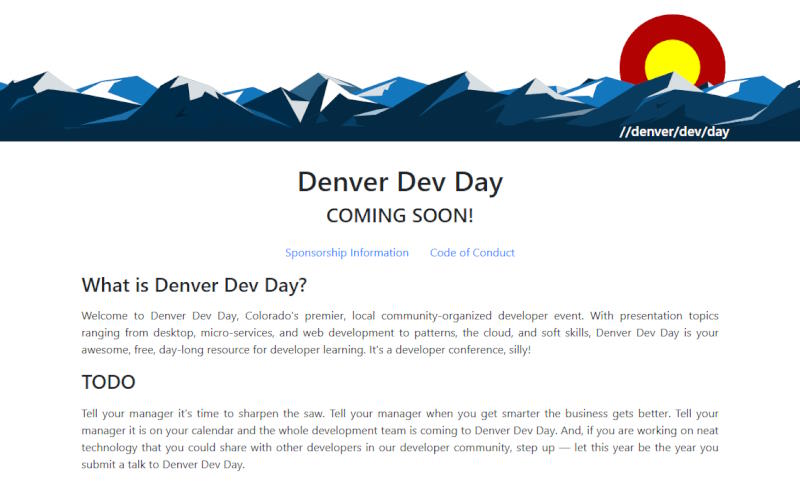 //denver/dev/day
Denver Dev Day
COMING SOON!
Sponsorship Information Code of Conduct
What is Denver Dev Day?
Welcome to Denver Dev Day, Colorado's premier, local community-organized developer event. With presentation topics
ranging from desktop, micro-services, and web development to patterns, the cloud, and soft skills, Denver Dev Day is your
awesome, free, day-long resource for developer learning. It's a developer conference, silly!
TODO
Tell your manager it's time to sharpen the saw. Tell your manager when you get smarter the business gets better. Tell your
manager it is on your calendar and the whole development team is coming to Denver Dev Day. And, if you are working on neat
technology that you could share with other developers in our developer community, step up — let this year be the year you
submit a talk to Denver Dev Day.